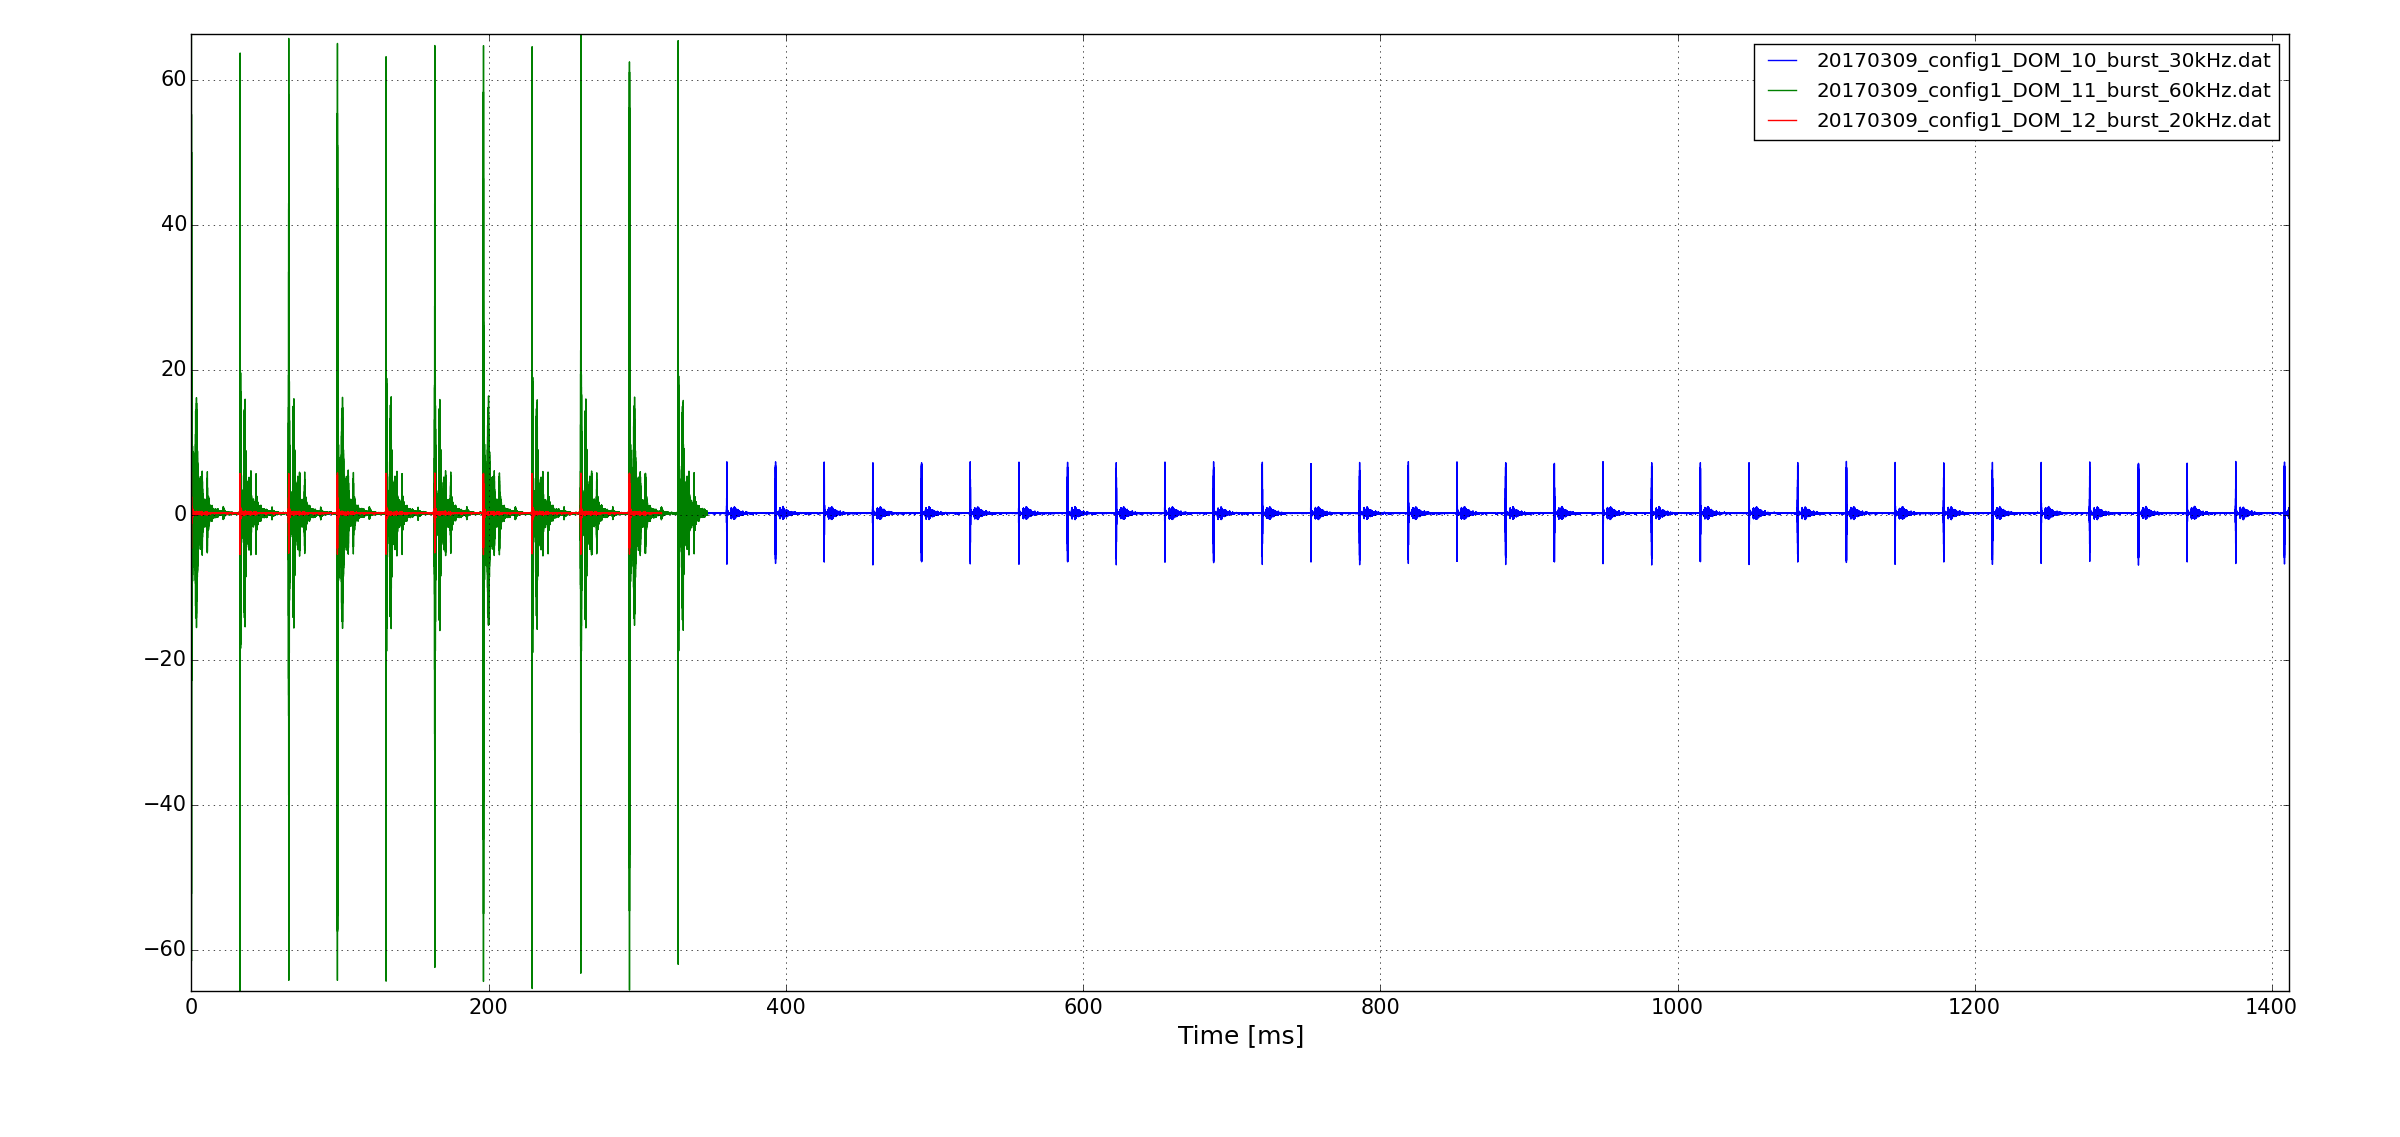 20170309_config1_DOM_10_burst_30kHz.dat
20170309_config1_DOM_11_burst_60kHz.dat
20170309_config1_DOM_12_burst_20kHz.dat
60
40
20
0
−20
−40
−60
0 200 400 600 800 1000 1200 1400
Time [ms]